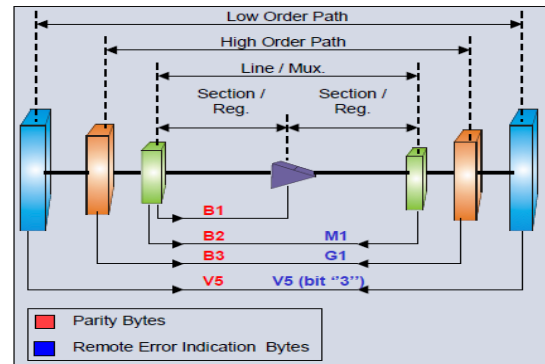 Low Order Path
High Order Path
Line / Mux.
Section / Reg.
Section / Reg.
B1
B2 M1
B3 G1
V5 V5 (bit “3”)
Parity Bytes
Remote Error Indication Bytes